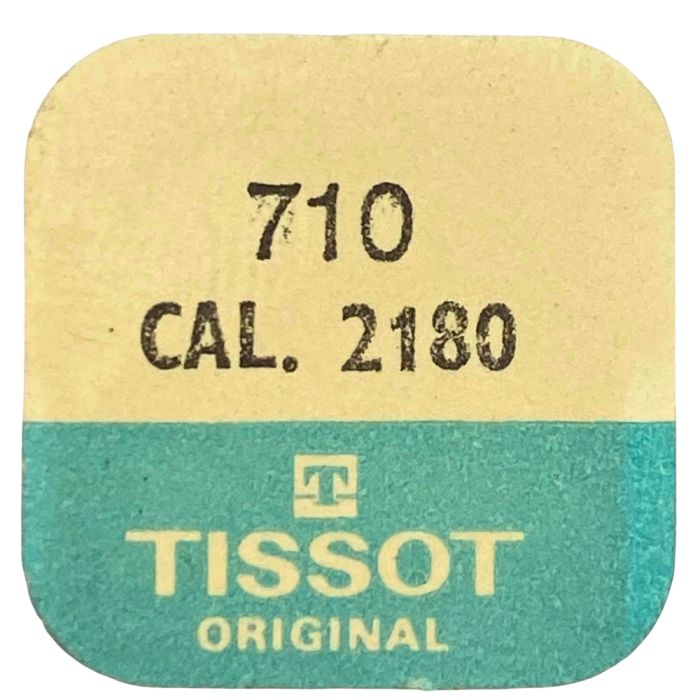 710
CAL. 2180
T
TISSOT
ORIGINAL